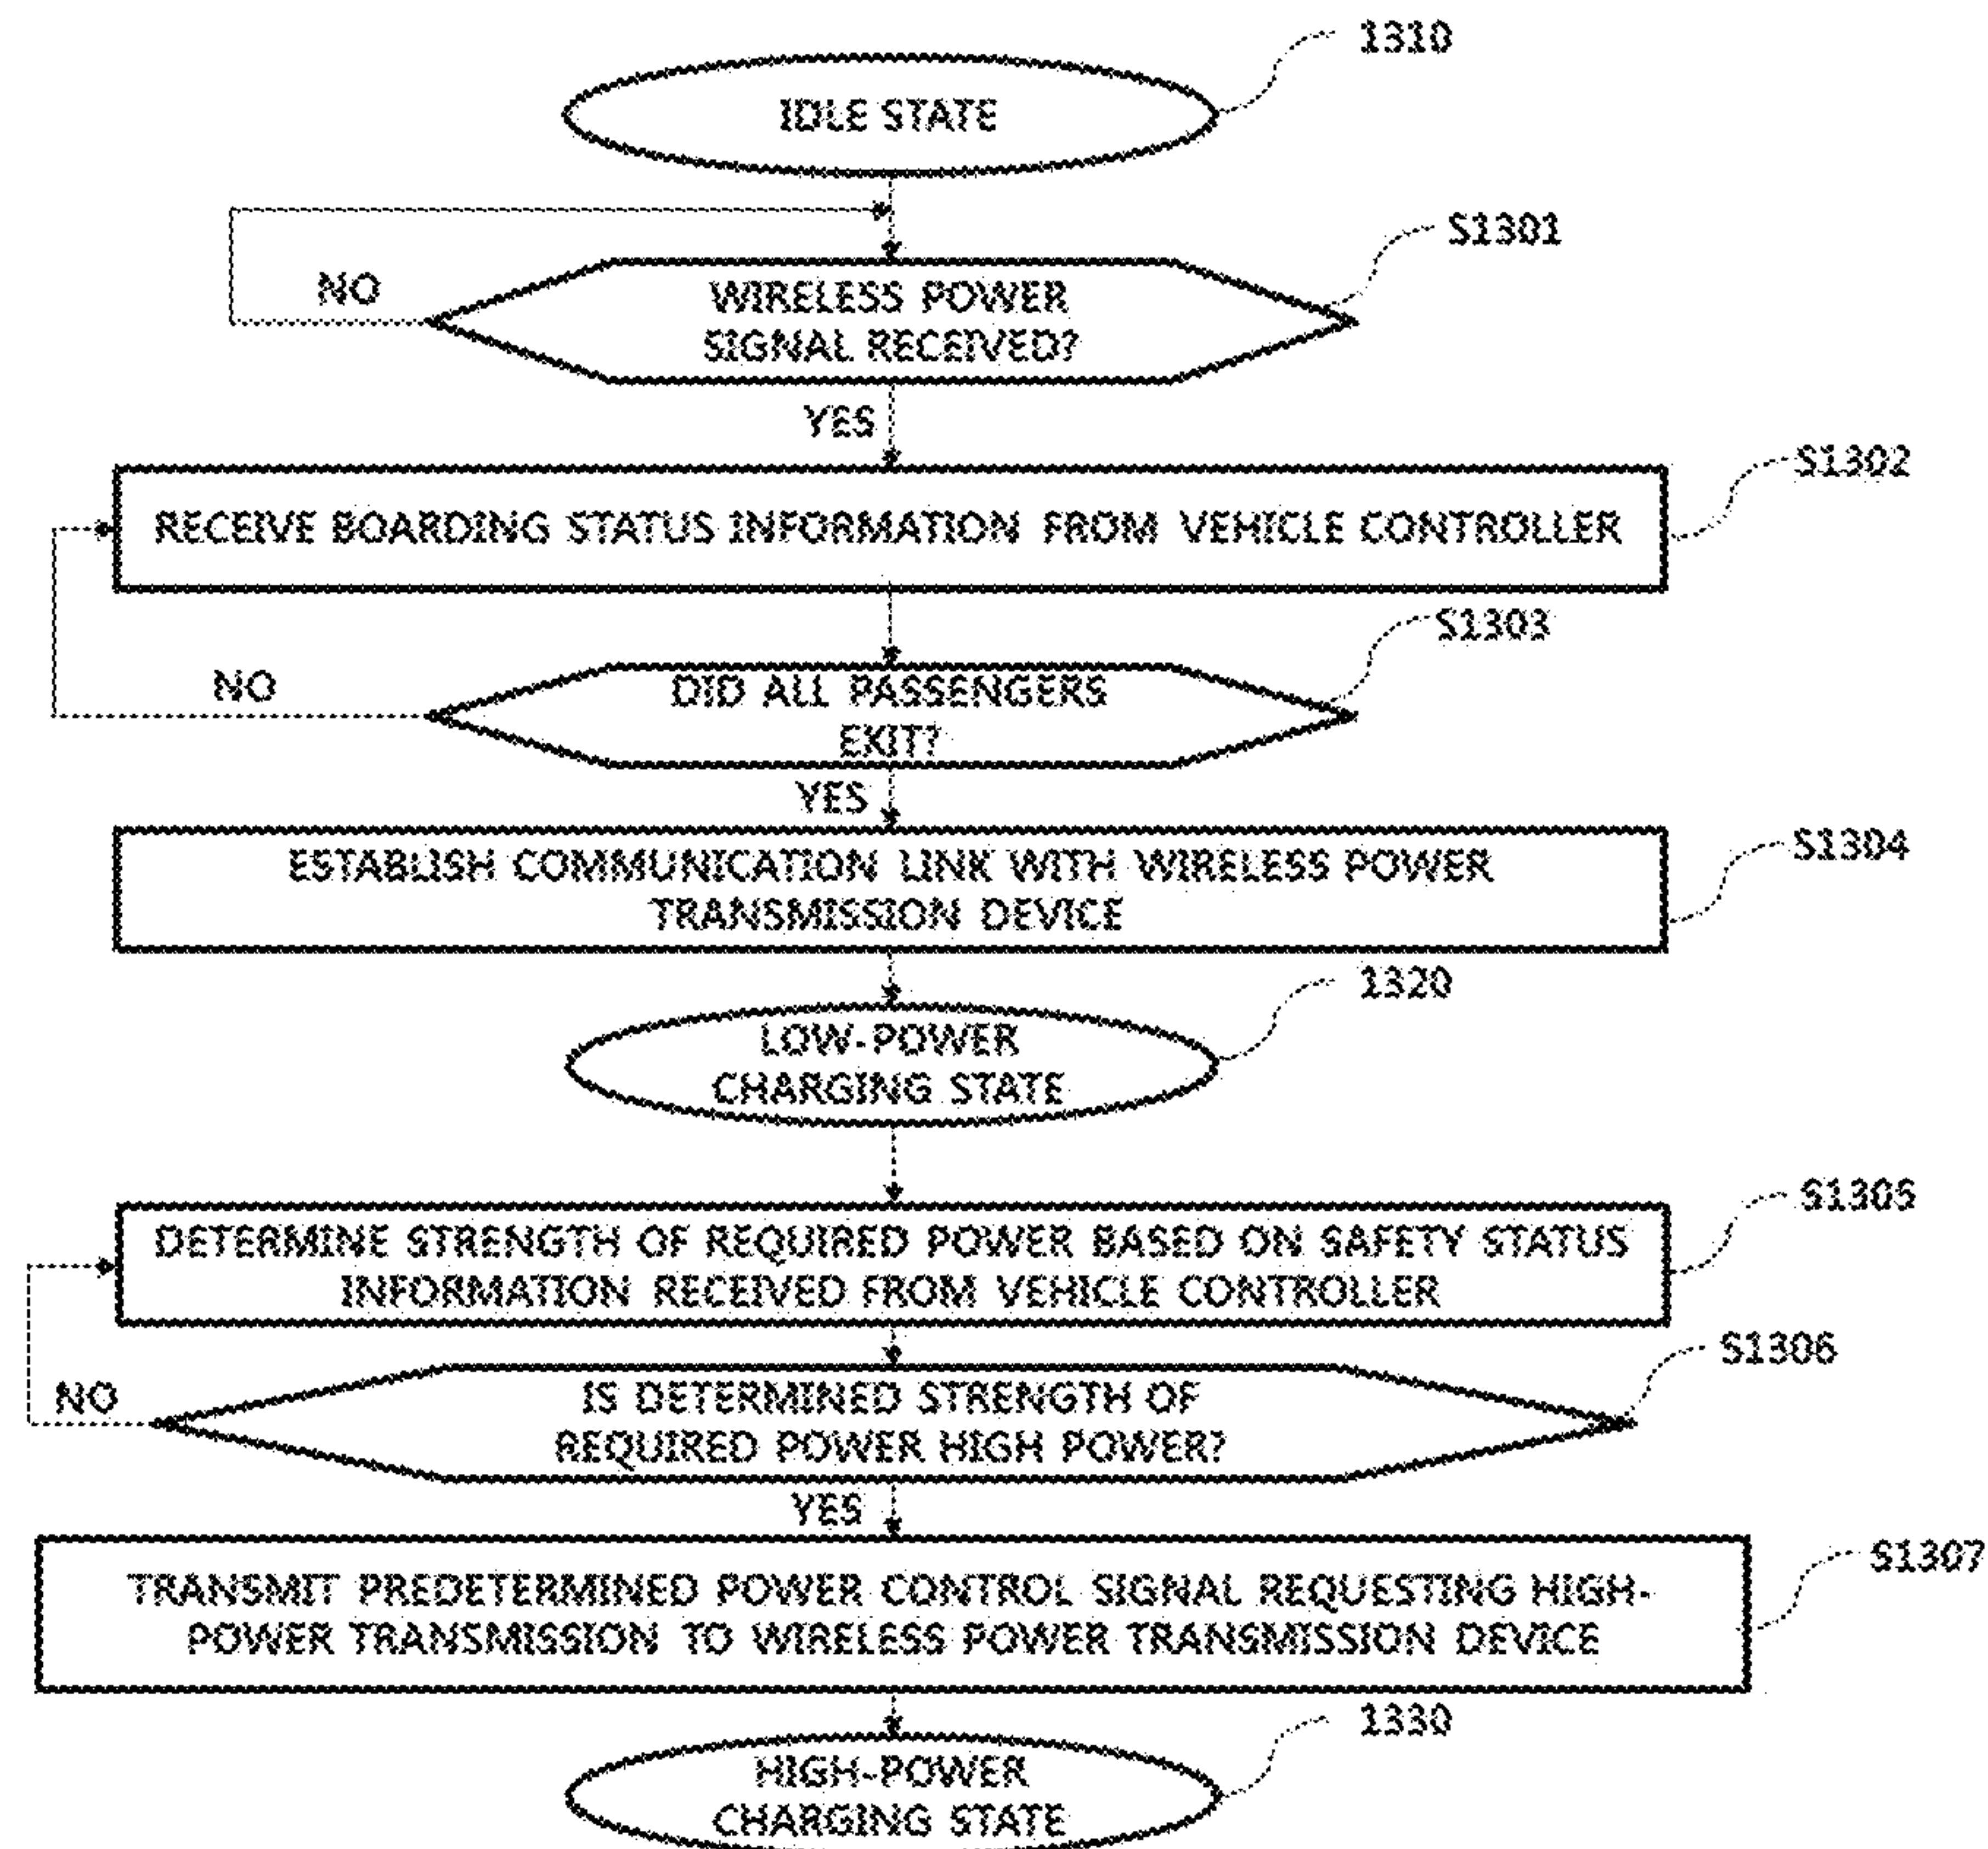 1310
IDLE STATE
S1301
NO
WIRELESS POWER
SIGNAL RECEIVED?
YES
S1302
RECEIVE BOARDING STATUS INFORMATION FROM VEHICLE CONTROLLER
S1303
NO
DID ALL PASSENGERS
EXIT?
YES
S1304
ESTABLISH COMMUNICATION LINK WITH WIRELESS POWER
TRANSMISSION DEVICE
1320
LOW-POWER
CHARGING STATE
S1305
DETERMINE STRENGTH OF REQUIRED POWER BASED ON SAFETY STATUS
INFORMATION RECEIVED FROM VEHICLE CONTROLLER
S1306
NO
IS DETERMINED STRENGTH OF
REQUIRED POWER HIGH POWER?
YES
S1307
TRANSMIT PREDETERMINED POWER CONTROL SIGNAL REQUESTING HIGH-
POWER TRANSMISSION TO WIRELESS POWER TRANSMISSION DEVICE
1330
HIGH-POWER
CHARGING STATE